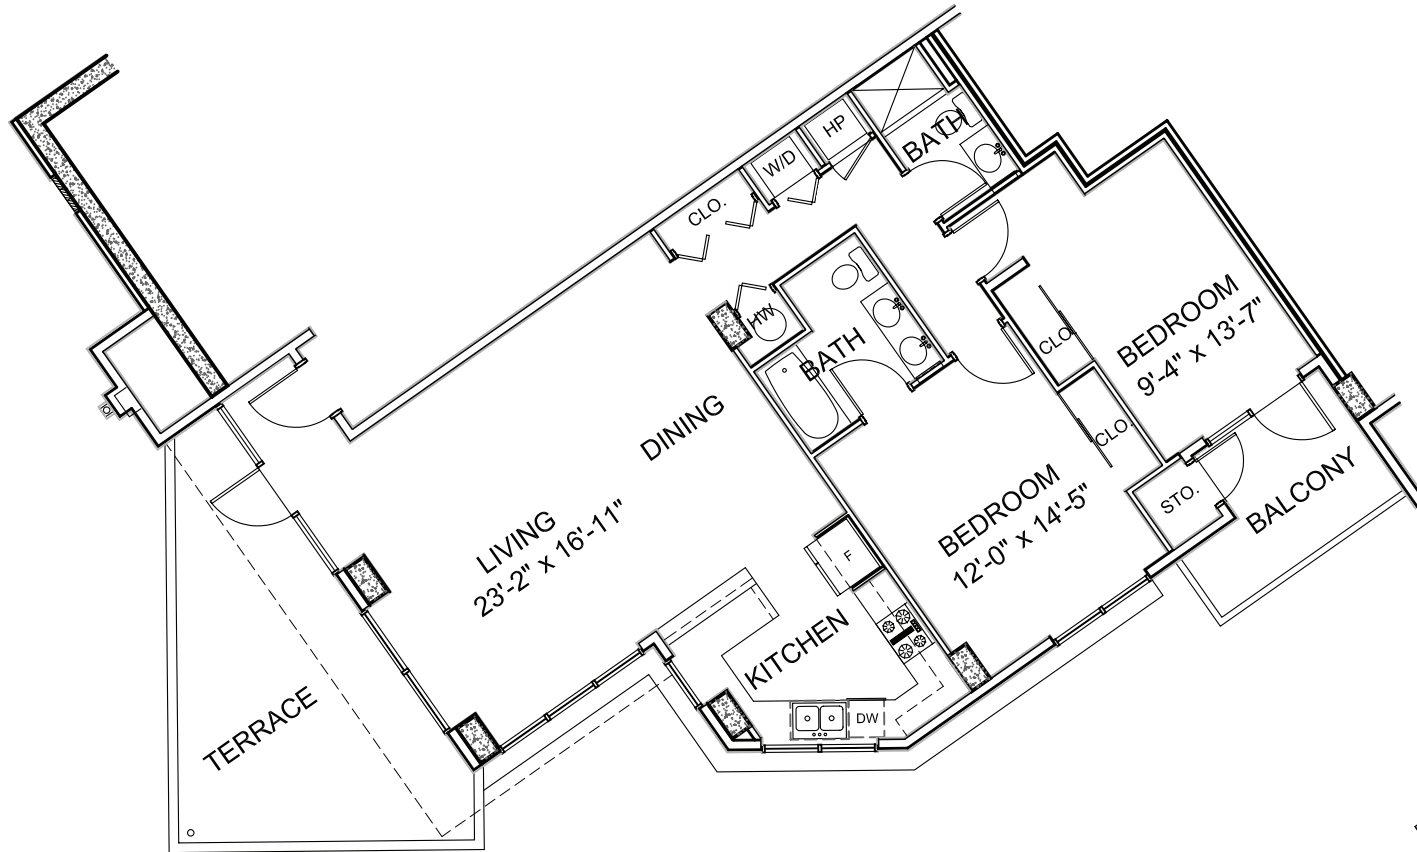 HP
BATH
W/D
CLO.
HW
BATH
CLO.
BEDROOM
9'-4" x 13'-7"
DINING
CLO.
STO.
BALCONY
BEDROOM
12'-0" x 14'-5"
LIVING
23'-2" x 16'-11"
F
KITCHEN
DW
TERRACE